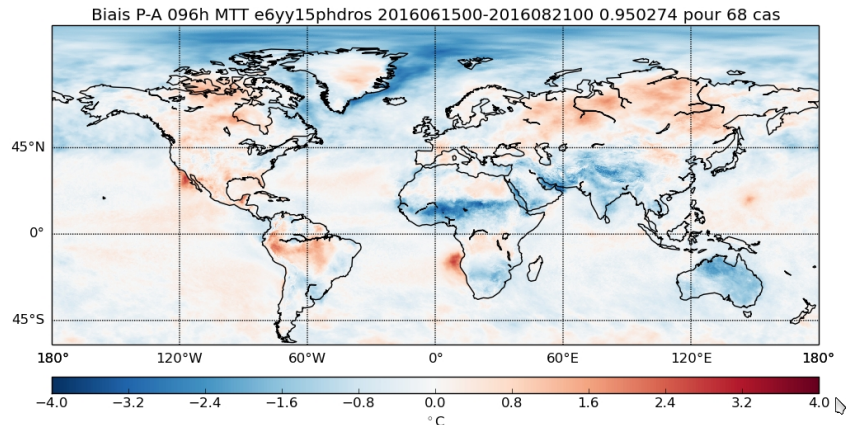 Biais P-A 096h MTT e6yy15phdros 2016061500-2016082100 0.950274 pour 68 cas
45°N
0°
45°S
180° 120°W 60°W 0° 60°E 120°E 180°
−4.0 −3.2 −2.4 −1.6 −0.8 0.0 0.8 1.6 2.4 3.2 4.0
°C